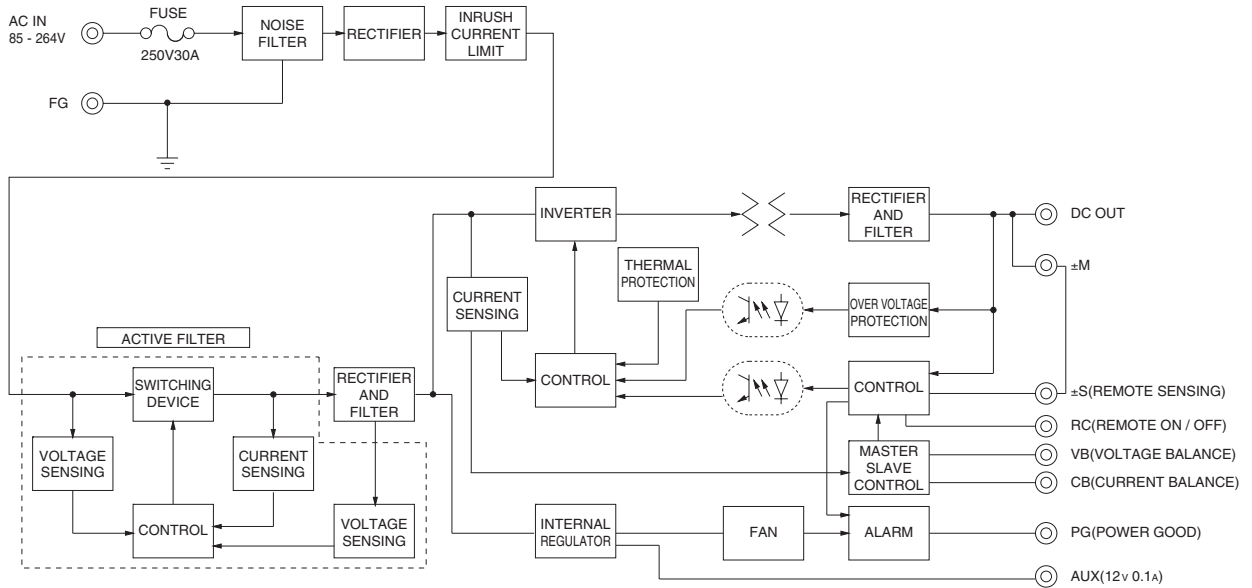 AC IN
85 - 264V
FUSE
250V30A
NOISE
FILTER
RECTIFIER
INRUSH
CURRENT
LIMIT
FG
INVERTER
RECTIFIER
AND
FILTER
DC OUT
THERMAL
PROTECTION
±M
CURRENT
SENSING
OVER VOLTAGE
PROTECTION
ACTIVE FILTER
SWITCHING
DEVICE
RECTIFIER
AND
FILTER
CONTROL
CONTROL
±S(REMOTE SENSING)
RC(REMOTE ON / OFF)
VOLTAGE
SENSING
CURRENT
SENSING
MASTER
SLAVE
CONTROL
VB(VOLTAGE BALANCE)
CB(CURRENT BALANCE)
CONTROL
VOLTAGE
SENSING
INTERNAL
REGULATOR
FAN
ALARM
PG(POWER GOOD)
AUX(12V 0.1A)